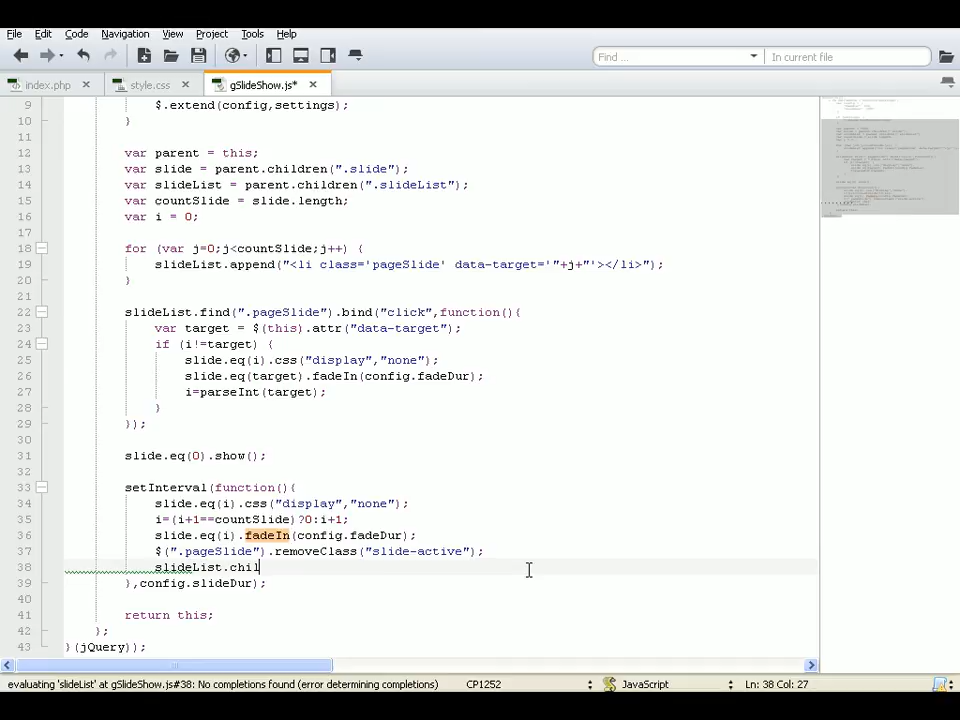 File Edit Code Navigation View Project Tools Help
Find ... In current file
index.php style.css gSlideShow.js*
9 $.extend(config,settings);
10 }
11
12 var parent = this;
13 var slide = parent.children(".slide");
14 var slideList = parent.children(".slideList");
15 var countSlide = slide.length;
16 var i = 0;
17
18 for (var j=0;j<countSlide;j++) {
19 slideList.append("<li class='pageSlide' data-target='"+j+"'></li>");
20 }
21
22 slideList.find(".pageSlide").bind("click",function(){
23 var target = $(this).attr("data-target");
24 if (i!=target) {
25 slide.eq(i).css("display","none");
26 slide.eq(target).fadeIn(config.fadeDur);
27 i=parseInt(target);
28 }
29 });
30
31 slide.eq(0).show();
32
33 setInterval(function(){
34 slide.eq(i).css("display","none");
35 i=(i+1==countSlide)?0:i+1;
36 slide.eq(i).fadeIn(config.fadeDur);
37 $(".pageSlide").removeClass("slide-active");
38 slideList.chil
39 },config.slideDur);
40
41 return this;
42 };
43 }(jQuery));
evaluating 'slideList' at gSlideShow.js#38: No completions found (error determining completions) CP1252 JavaScript Ln: 38 Col: 27